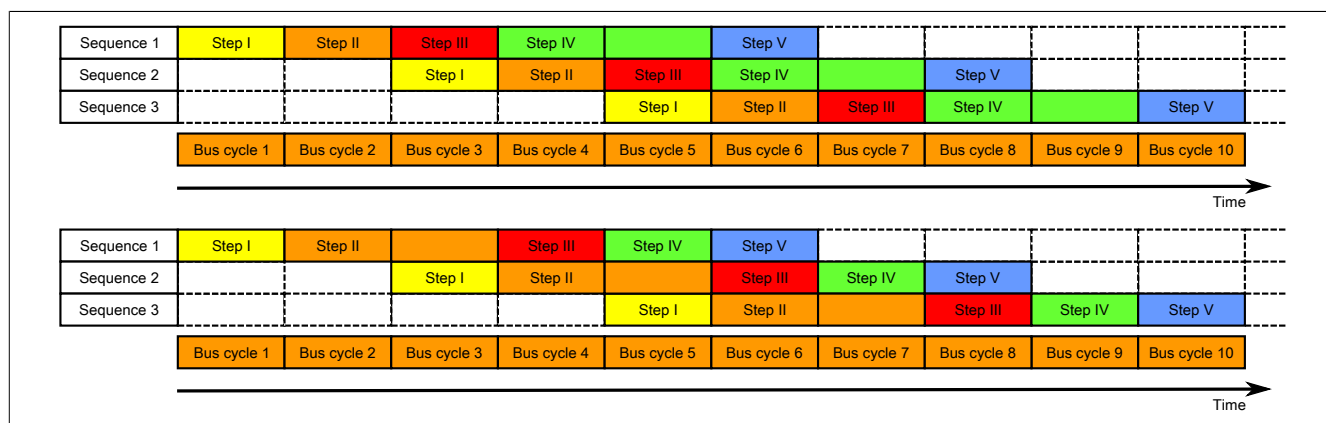 Sequence 1 Step I Step II Step III Step IV Step V
Sequence 2 Step I Step II Step III Step IV Step V
Sequence 3 Step I Step II Step III Step IV Step V
Bus cycle 1 Bus cycle 2 Bus cycle 3 Bus cycle 4 Bus cycle 5 Bus cycle 6 Bus cycle 7 Bus cycle 8 Bus cycle 9 Bus cycle 10
Time
Sequence 1 Step I Step II Step III Step IV Step V
Sequence 2 Step I Step II Step III Step IV Step V
Sequence 3 Step I Step II Step III Step IV Step V
Bus cycle 1 Bus cycle 2 Bus cycle 3 Bus cycle 4 Bus cycle 5 Bus cycle 6 Bus cycle 7 Bus cycle 8 Bus cycle 9 Bus cycle 10
Time